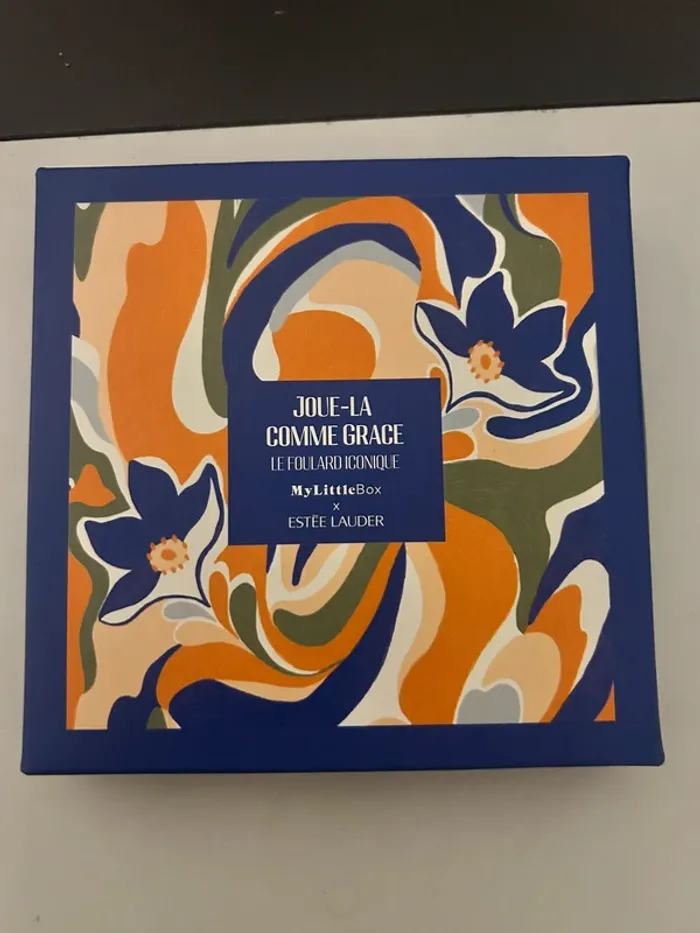 JOUE-LA
COMME GRACE
LE FOULARD ICONIQUE
MyLittleBox
x
ESTĒE LAUDER